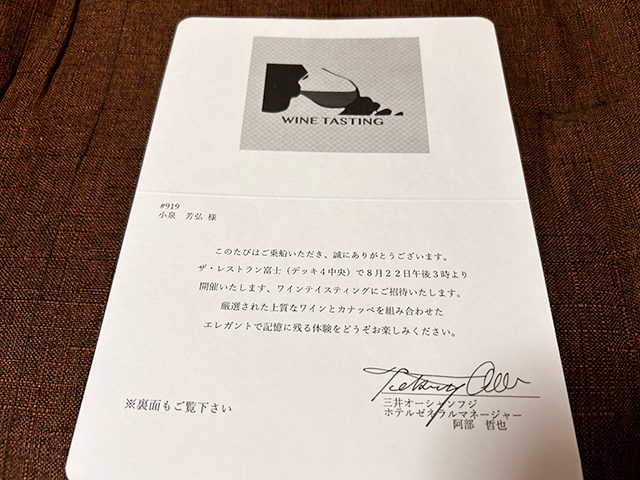 WINE TASTING
#919
小泉 芳弘 様
このたびはご乗船いただき、誠にありがとうございます。
ザ・レストラン富士（デッキ４中央）で８月２２日午後３時より
開催いたします、ワインテイスティングにご招待いたします。
厳選された上質なワインとカナッペを組み合わせた
エレガントで記憶に残る体験をどうぞお楽しみください。
三井オーシャンフジ
ホテルゼネラルマネージャー
阿部 哲也
※裏面もご覧下さい